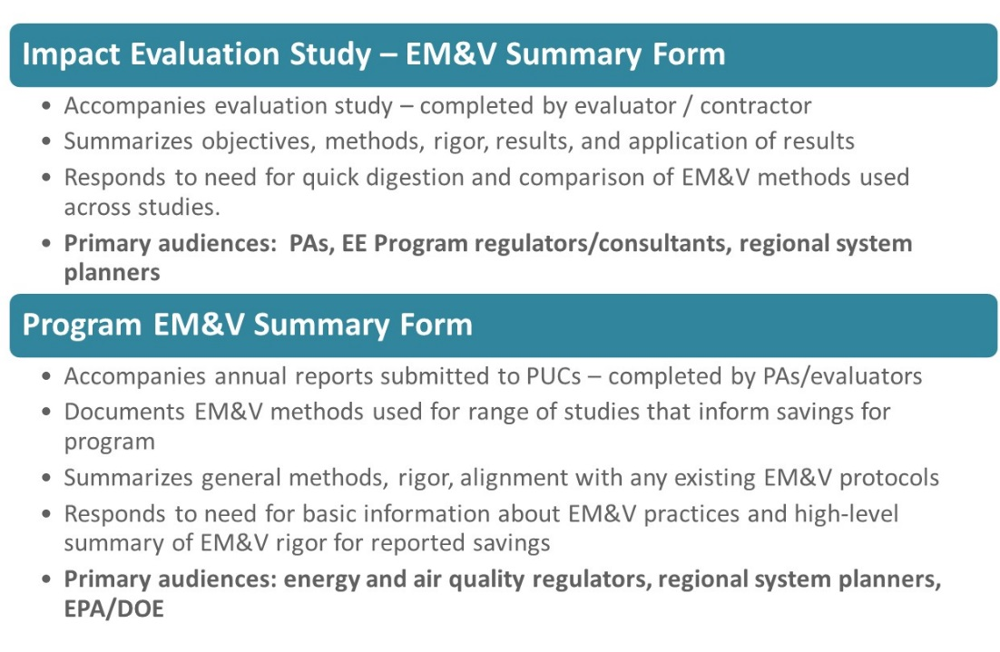 Impact Evaluation Study – EM&V Summary Form
• Accompanies evaluation study – completed by evaluator / contractor
• Summarizes objectives, methods, rigor, results, and application of results
• Responds to need for quick digestion and comparison of EM&V methods used
across studies.
• Primary audiences:  PAs, EE Program regulators/consultants, regional system
planners
Program EM&V Summary Form
• Accompanies annual reports submitted to PUCs – completed by PAs/evaluators
• Documents EM&V methods used for range of studies that inform savings for
program
• Summarizes general methods, rigor, alignment with any existing EM&V protocols
• Responds to need for basic information about EM&V practices and high-level
summary of EM&V rigor for reported savings
• Primary audiences: energy and air quality regulators, regional system planners,
EPA/DOE